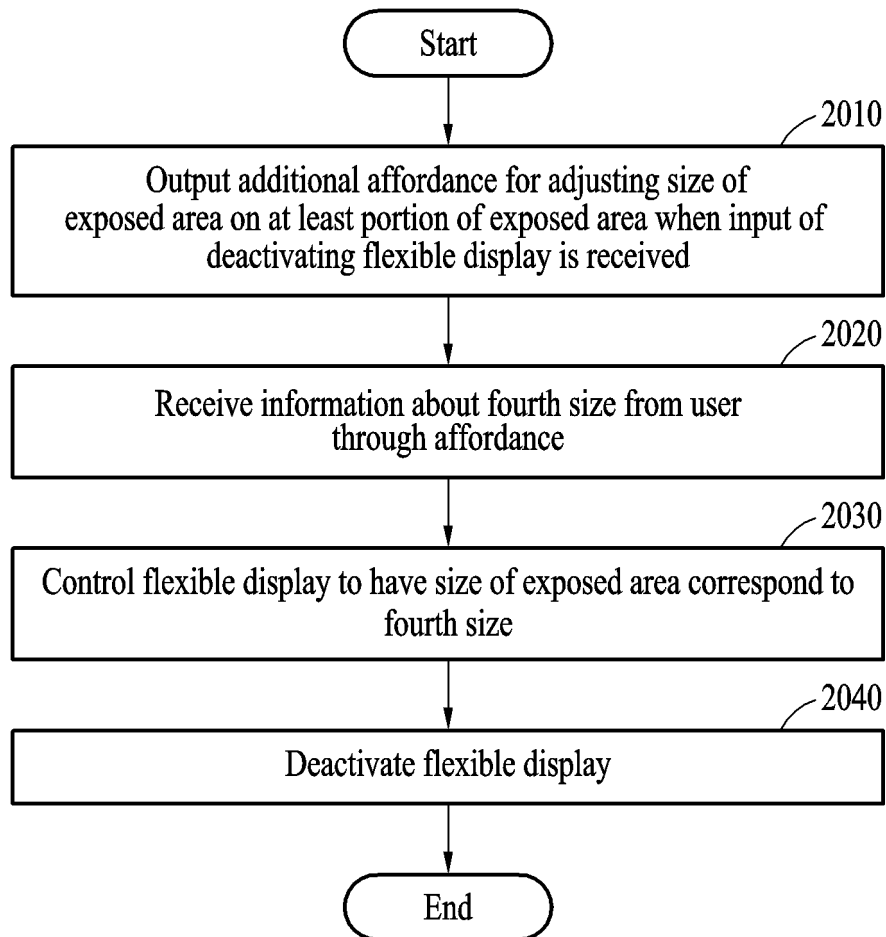 Start
2010
Output additional affordance for adjusting size of
exposed area on at least portion of exposed area when input of
deactivating flexible display is received
2020
Receive information about fourth size from user
through affordance
2030
Control flexible display to have size of exposed area correspond to
fourth size
2040
Deactivate flexible display
End